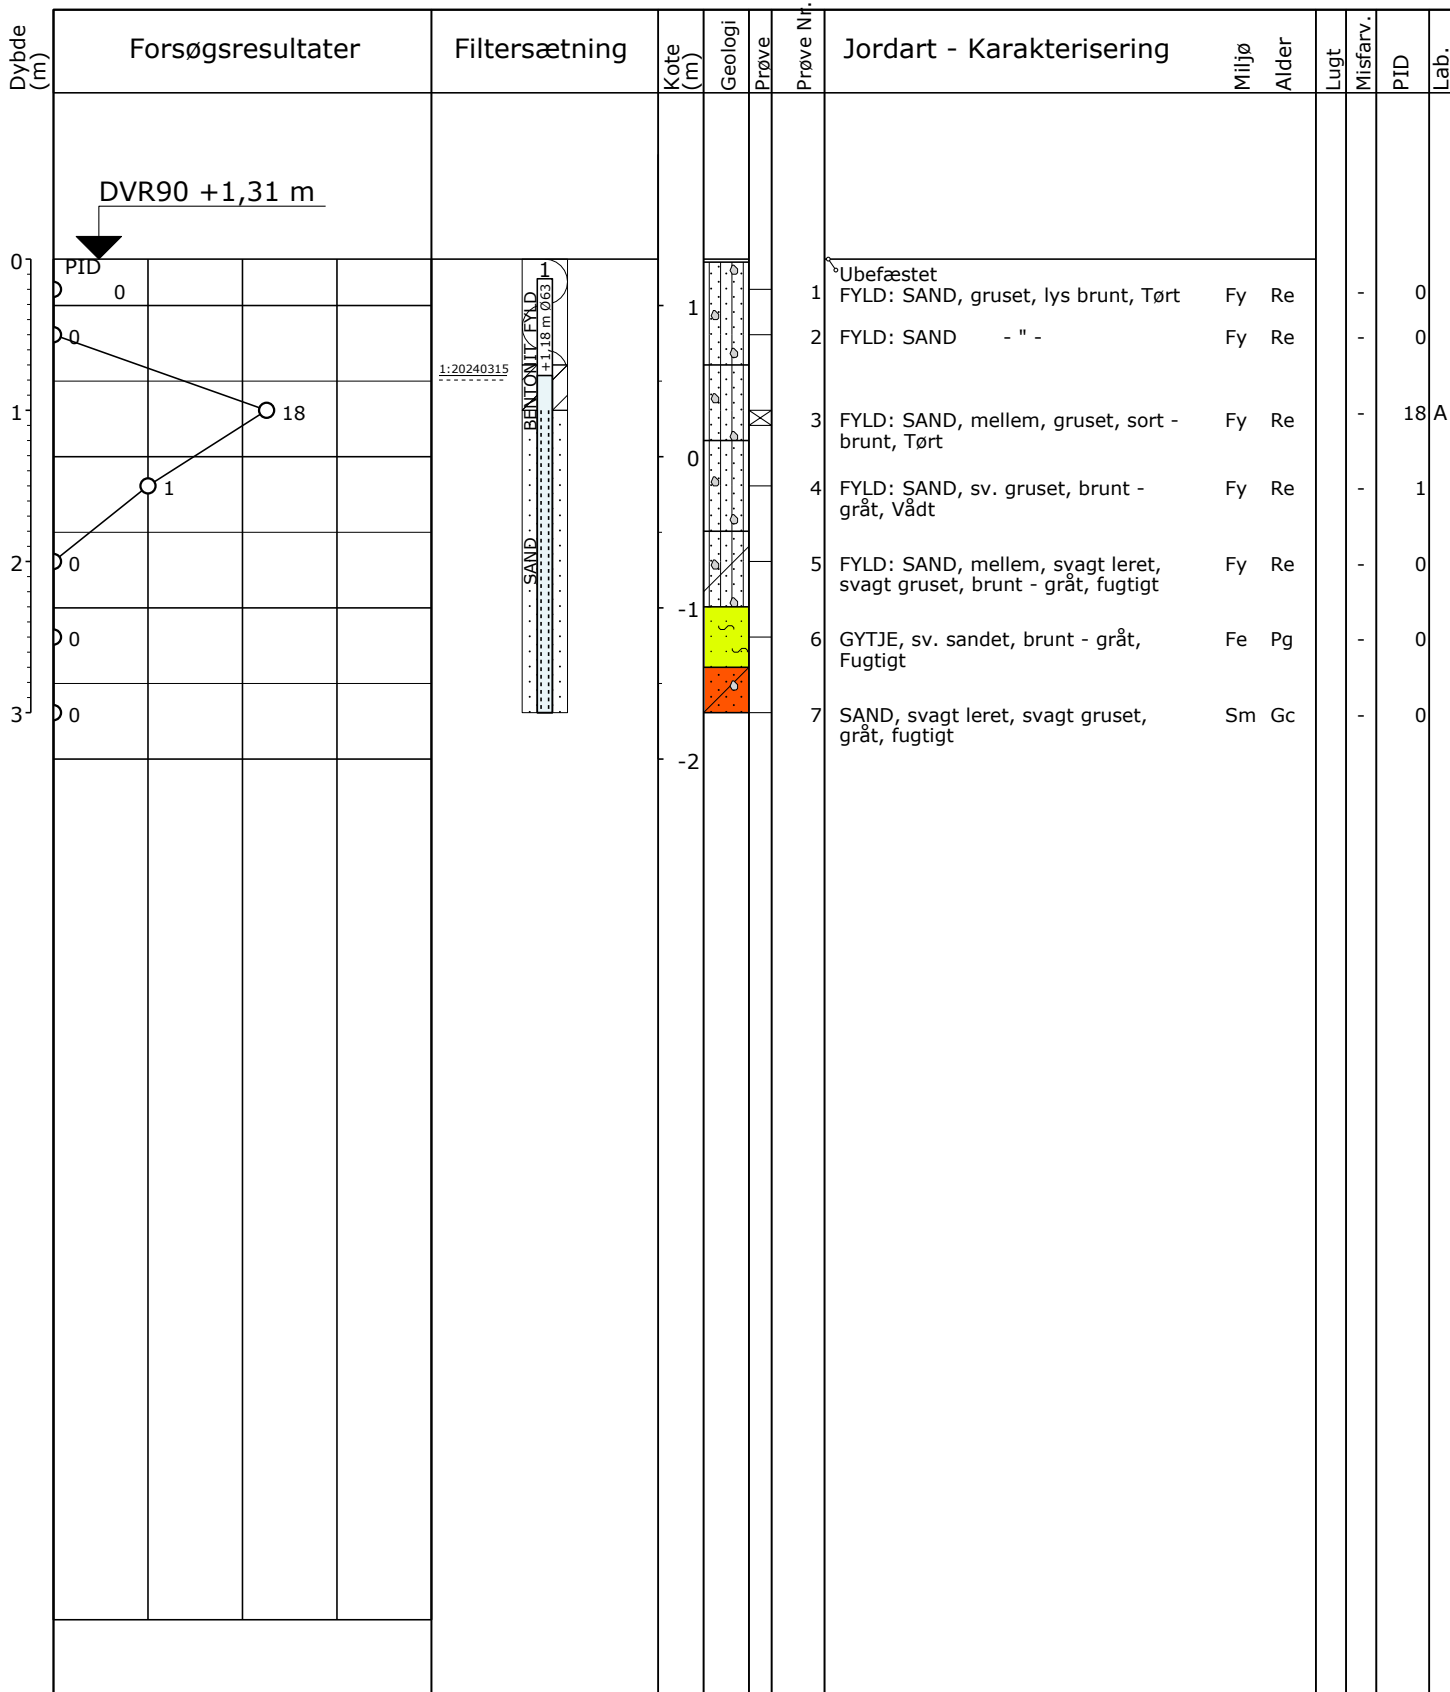 Dybde (m)
Forsøgsresultater
Filtersætning
Kote (m)
Geologi
Prøve
Prøve Nr.
Jordart - Karakterisering
Miljø
Alder
Lugt
Misfarv.
PID
Lab.
DVR90 +1,31 m
0
1
2
3
PID
0
0
18
1
0
0
0
1:20240315
1
FYLD
BENTONIT
SAND
+1,18 m Ø63
1
0
-1
-2
Ubefæstet
1 FYLD: SAND, gruset, lys brunt, Tørt Fy Re - 0
2 FYLD: SAND - " - Fy Re - 0
3 FYLD: SAND, mellem, gruset, sort - Fy Re - 18 A
brunt, Tørt
4 FYLD: SAND, sv. gruset, brunt - Fy Re - 1
gråt, Vådt
5 FYLD: SAND, mellem, svagt leret, Fy Re - 0
svagt gruset, brunt - gråt, fugtigt
6 GYTJE, sv. sandet, brunt - gråt, Fe Pg - 0
Fugtigt
7 SAND, svagt leret, svagt gruset, Sm Gc - 0
gråt, fugtigt